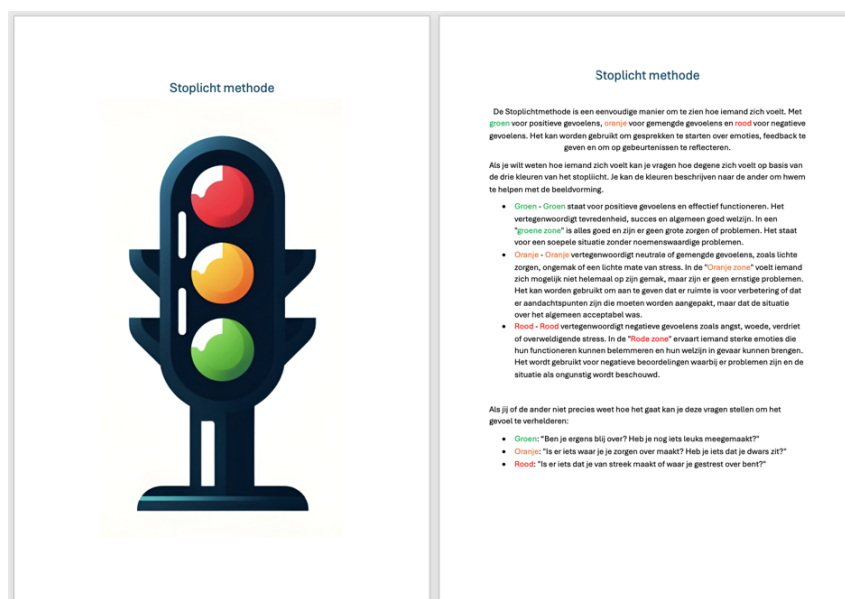 Stoplicht methode
Stoplicht methode
De Stoplichtmethode is een eenvoudige manier om te zien hoe iemand zich voelt. Met
groen voor positieve gevoelens, oranje voor gemengde gevoelens en rood voor negatieve
gevoelens. Het kan worden gebruikt om gesprekken te starten over emoties, feedback te
geven en om op gebeurtenissen te reflecteren.
Als je wilt weten hoe iemand zich voelt kan je vragen hoe degene zich voelt op basis van
de drie kleuren van het stoplicht. Je kan de kleuren beschrijven naar de ander om hwem
te helpen met de beeldvorming.
• Groen - Groen staat voor positieve gevoelens en effectief functioneren. Het
vertegenwoordigt tevredenheid, succes en algemeen goed welzijn. In een
"groene zone" is alles goed en zijn er geen grote zorgen of problemen. Het staat
voor een soepele situatie zonder noemenswaardige problemen.
• Oranje - Oranje vertegenwoordigt neutrale of gemengde gevoelens, zoals lichte
zorgen, ongemak of een lichte mate van stress. In de "Oranje zone" voelt iemand
zich mogelijk niet helemaal op zijn gemak, maar zijn er geen ernstige problemen.
Het kan worden gebruikt om aan te geven dat er ruimte is voor verbetering of dat
er aandachtspunten zijn die moeten worden aangepakt, maar dat de situatie
over het algemeen acceptabel was.
• Rood - Rood vertegenwoordigt negatieve gevoelens zoals angst, woede, verdriet
of overweldigende stress. In de "Rode zone" ervaart iemand sterke emoties die
hun functioneren kunnen belemmeren en hun welzijn in gevaar kunnen brengen.
Het wordt gebruikt voor negatieve beoordelingen waarbij er problemen zijn en de
situatie als ongunstig wordt beschouwd.
Als jij of de ander niet precies weet hoe het gaat kan je deze vragen stellen om het
gevoel te verhelderen:
• Groen: "Ben je ergens blij over? Heb je nog iets leuks meegemaakt?"
• Oranje: "Is er iets waar je je zorgen over maakt? Heb je iets dat je dwars zit?"
• Rood: "Is er iets dat je van streek maakt of waar je gestrest over bent?"